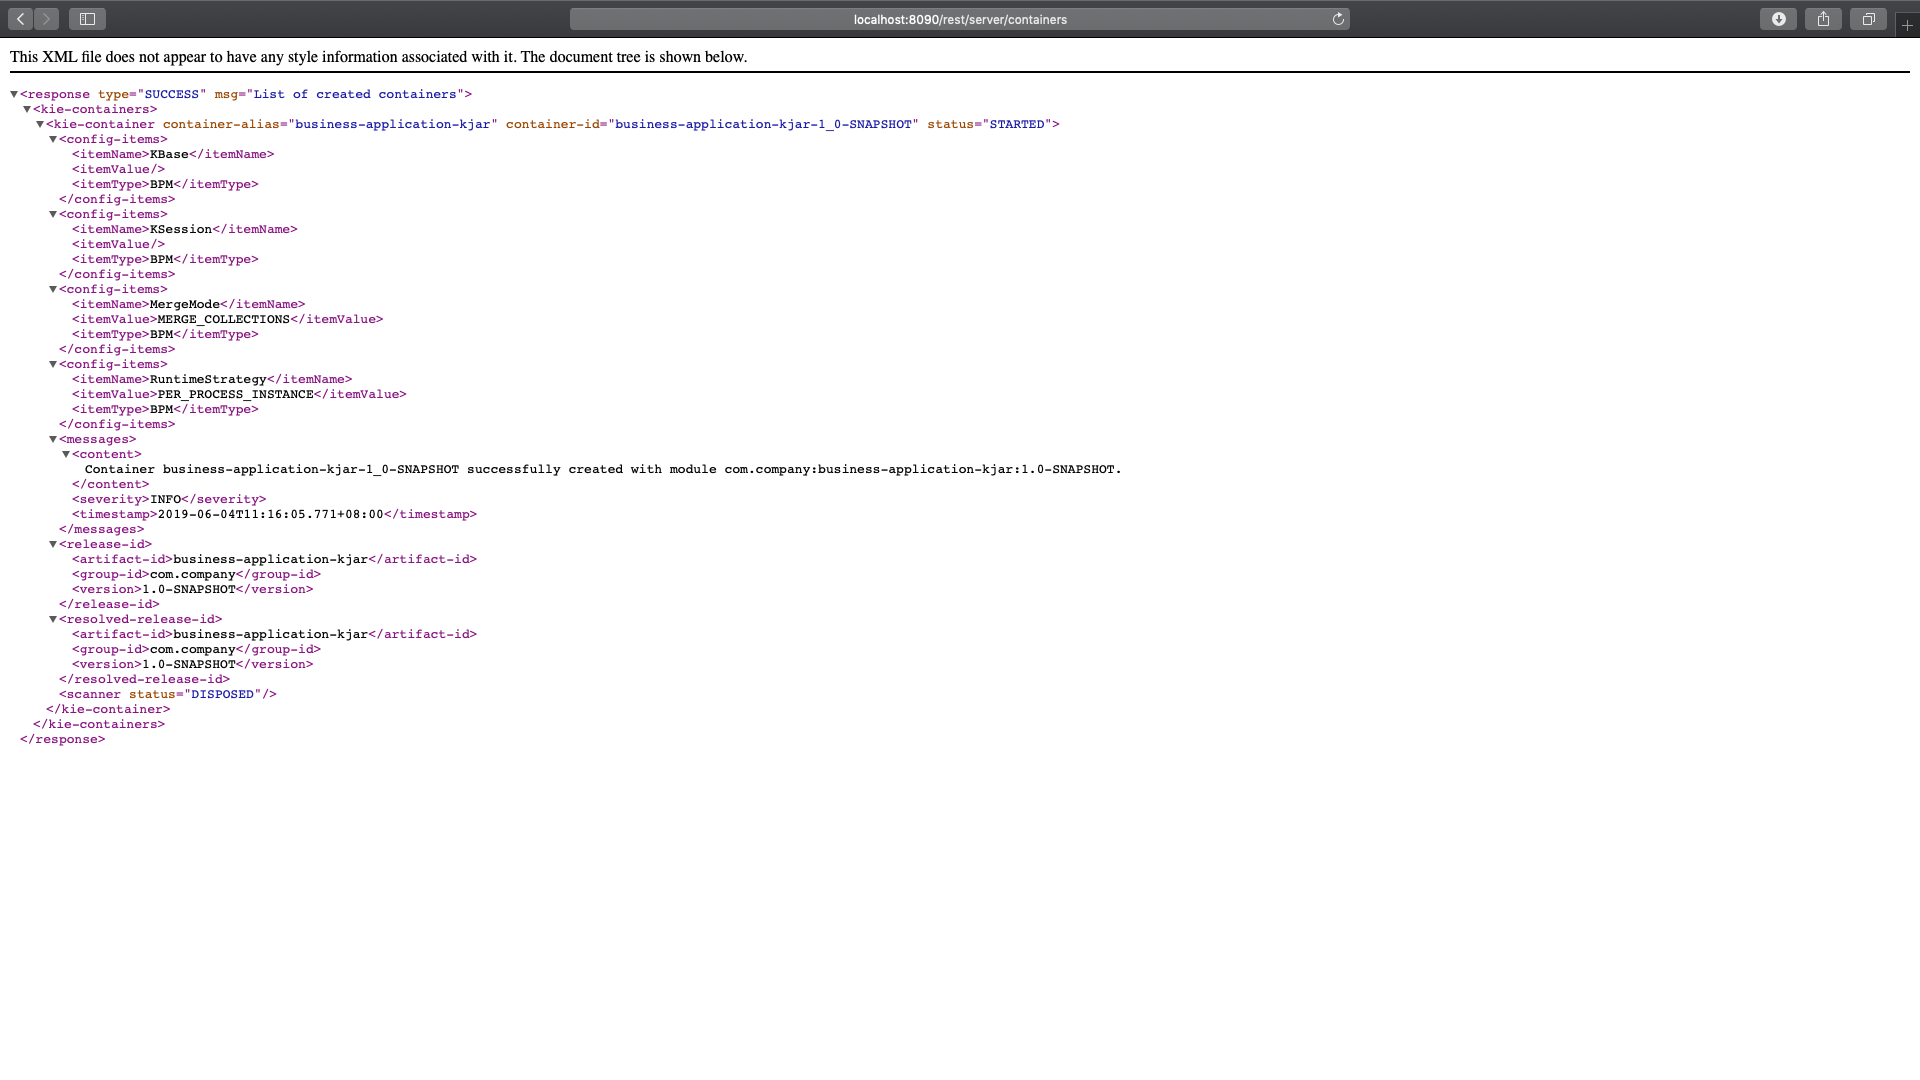 localhost:8090/rest/server/containers
This XML file does not appear to have any style information associated with it. The document tree is shown below.
<response type="SUCCESS" msg="List of created containers">
<kie-containers>
<kie-container container-alias="business-application-kjar" container-id="business-application-kjar-1_0-SNAPSHOT" status="STARTED">
<config-items>
<itemName>KBase</itemName>
<itemValue/>
<itemType>BPM</itemType>
</config-items>
<config-items>
<itemName>KSession</itemName>
<itemValue/>
<itemType>BPM</itemType>
</config-items>
<config-items>
<itemName>MergeMode</itemName>
<itemValue>MERGE_COLLECTIONS</itemValue>
<itemType>BPM</itemType>
</config-items>
<config-items>
<itemName>RuntimeStrategy</itemName>
<itemValue>PER_PROCESS_INSTANCE</itemValue>
<itemType>BPM</itemType>
</config-items>
<messages>
<content>
Container business-application-kjar-1_0-SNAPSHOT successfully created with module com.company:business-application-kjar:1.0-SNAPSHOT.
</content>
<severity>INFO</severity>
<timestamp>2019-06-04T11:16:05.771+08:00</timestamp>
</messages>
<release-id>
<artifact-id>business-application-kjar</artifact-id>
<group-id>com.company</group-id>
<version>1.0-SNAPSHOT</version>
</release-id>
<resolved-release-id>
<artifact-id>business-application-kjar</artifact-id>
<group-id>com.company</group-id>
<version>1.0-SNAPSHOT</version>
</resolved-release-id>
<scanner status="DISPOSED"/>
</kie-container>
</kie-containers>
</response>